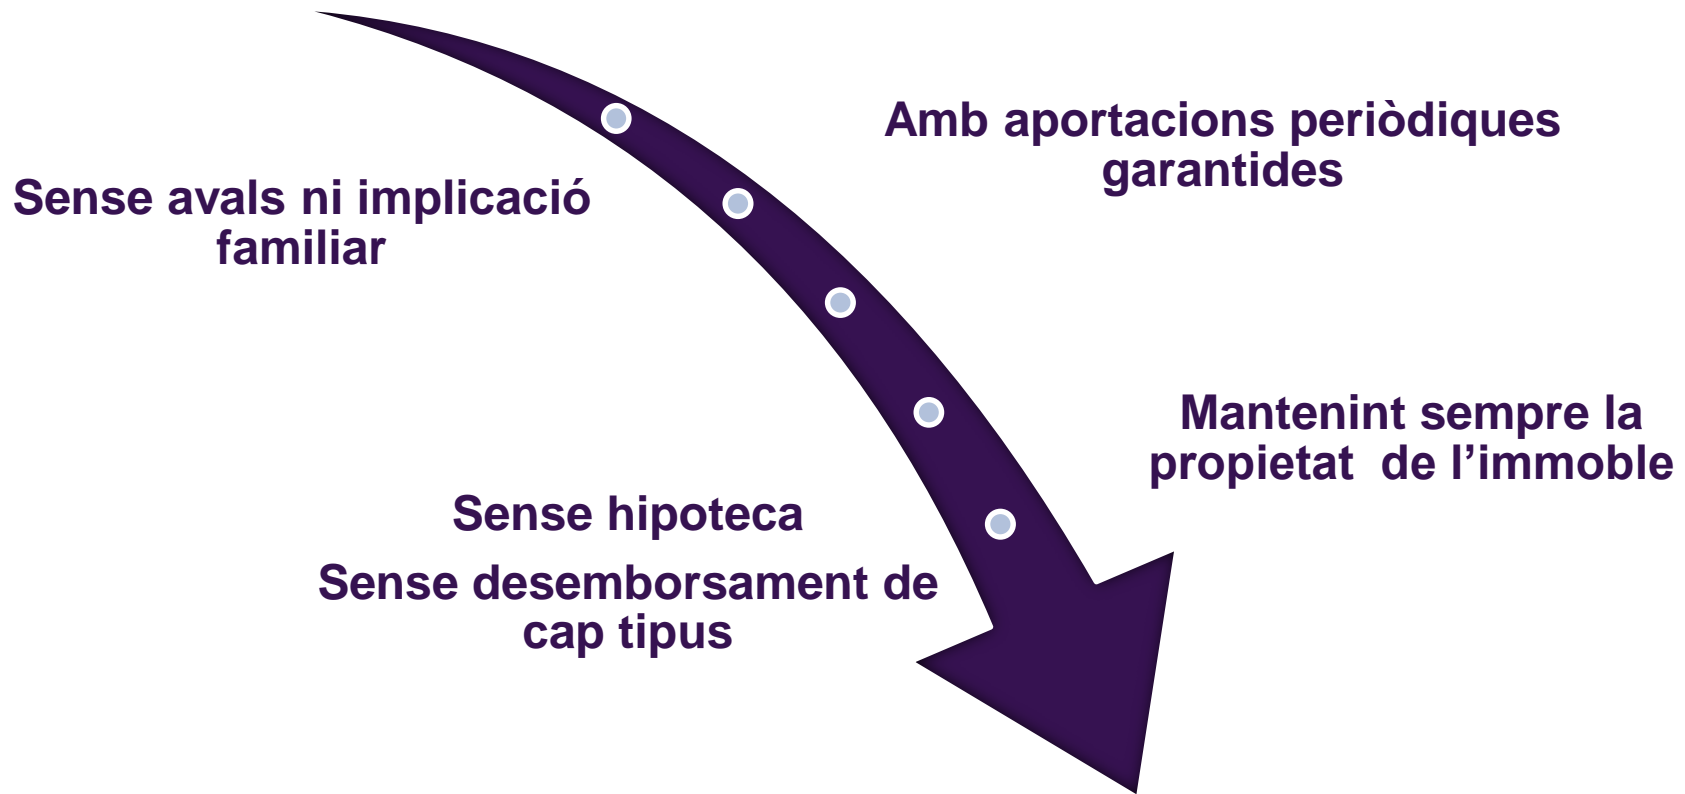 Amb aportacions periòdiques
garantides
Sense avals ni implicació
familiar
Mantenint sempre la
propietat  de l’immoble
Sense hipoteca
Sense desemborsament de
cap tipus